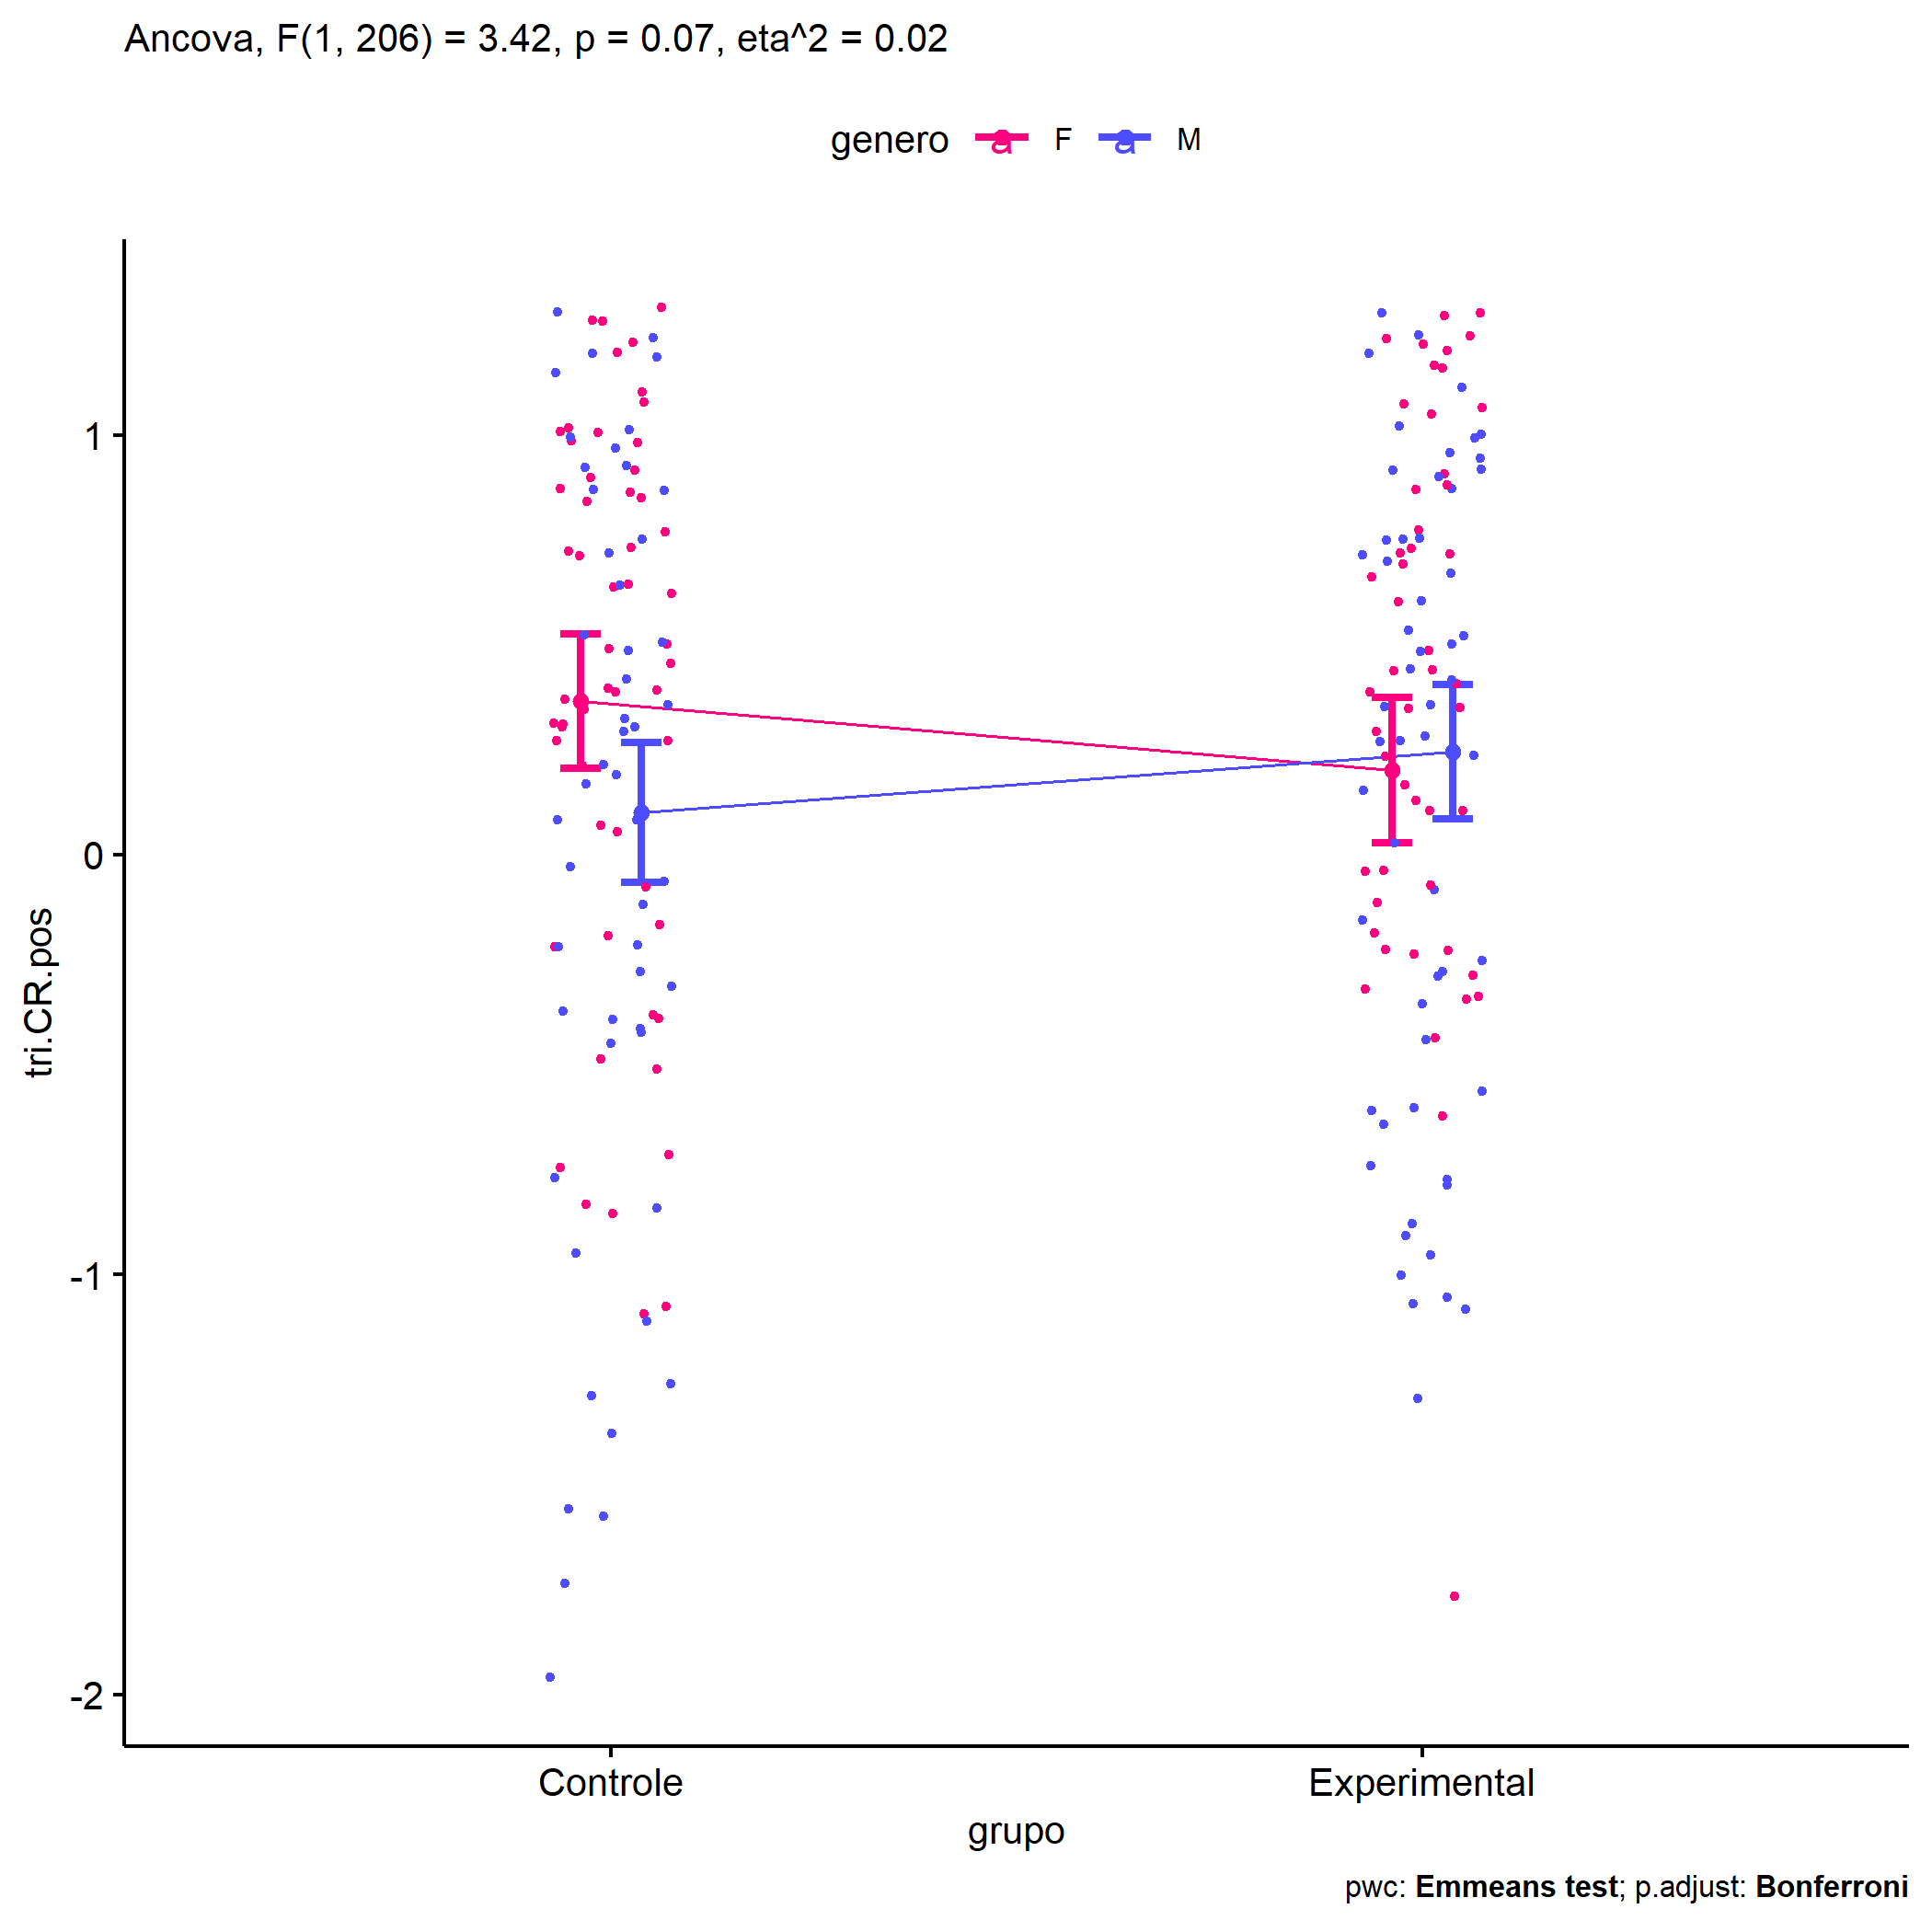 Ancova, F(1, 206) = 3.42, p = 0.07, eta^2 = 0.02
genero a F a M
1
0
-1
-2
tri.CR.pos
Controle Experimental
grupo
pwc: Emmeans test; p.adjust: Bonferroni